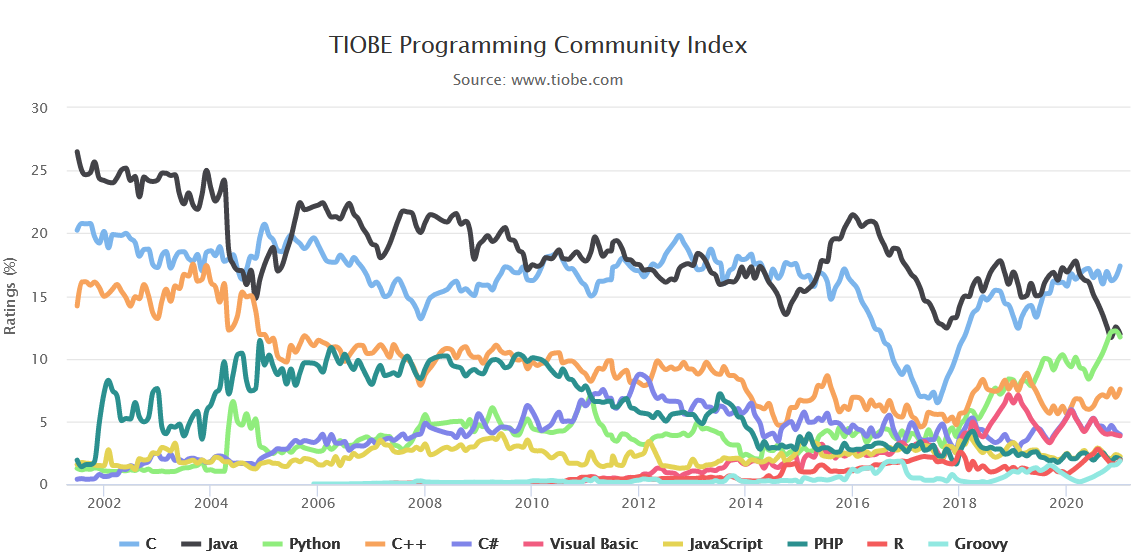 TIOBE Programming Community Index
Source: www.tiobe.com
Ratings (%)
30
25
20
15
10
5
0
2002 2004 2006 2008 2010 2012 2014 2016 2018 2020
C Java Python C++ C# Visual Basic JavaScript PHP R Groovy